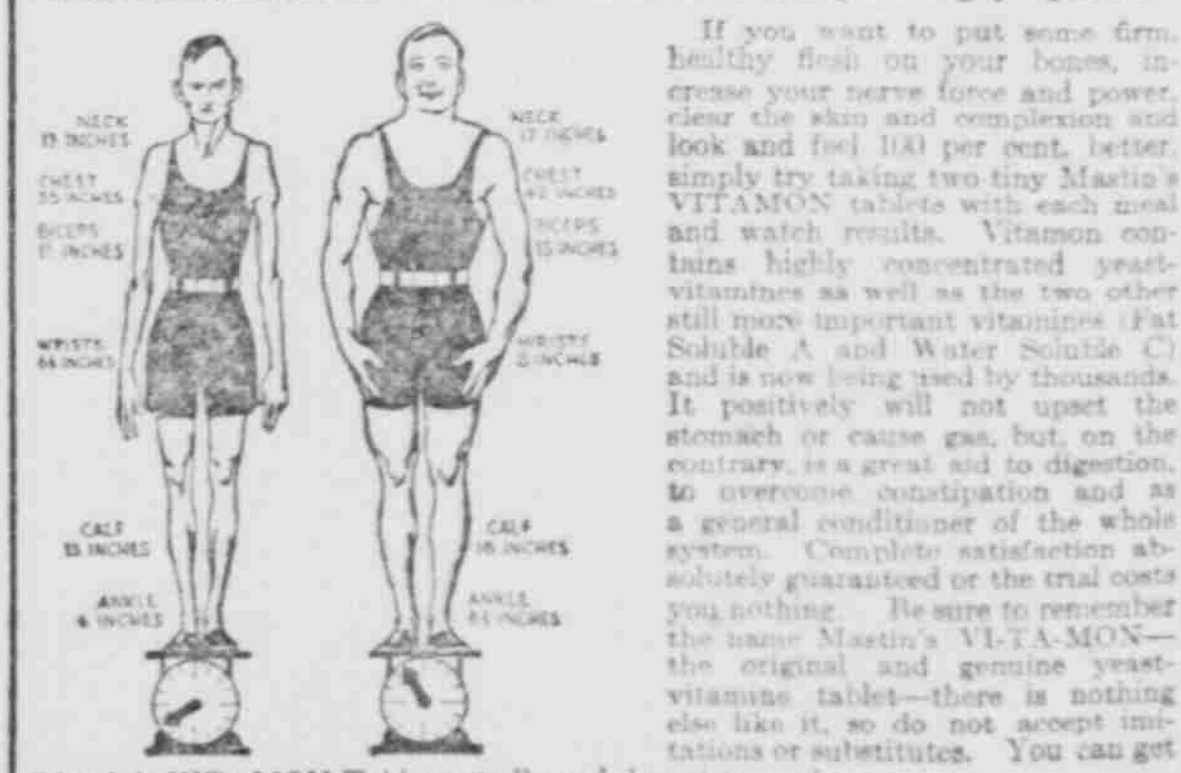 NECK
13 INCHES
CHEST
INCHES
BICEPS
INCHES
WRISTS
INCHES
CALF
INCHES
ANKLE
INCHES
NECK
17 INCHES
CHEST
INCHES
BICEPS
15 INCHES
WRISTS
INCHES
CALF
16 INCHES
ANKLE
INCHES
If you want to put some firm,
healthy flesh on your bones, in-
crease your nerve force and power,
clear the skin and complexion and
look and feel 100 per cent. better,
simply try taking two tiny Mastin's
VITAMON tablets with each meal
and watch results. Vitamon con-
tains highly concentrated yeast-
vitamines as well as the two other
still more important vitamines (Fat
Soluble A and Water Soluble C)
and is now being used by thousands.
It positively will not upset the
stomach or cause gas, but, on the
contrary, is a great aid to digestion,
to overcome constipation and as
a general conditioner of the whole
system. Complete satisfaction ab-
solutely guaranteed or the trial costs
you nothing. Be sure to remember
the name Mastin's VI-TA-MON—
the original and genuine yeast-
vitamine tablet—there is nothing
else like it, so do not accept imi-
tations or substitutes. You can get